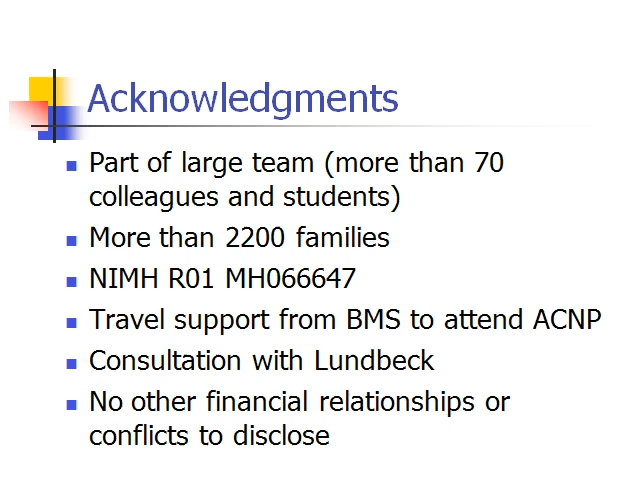 Acknowledgments
Part of large team (more than 70
colleagues and students)
More than 2200 families
NIMH R01 MH066647
Travel support from BMS to attend ACNP
Consultation with Lundbeck
No other financial relationships or
conflicts to disclose